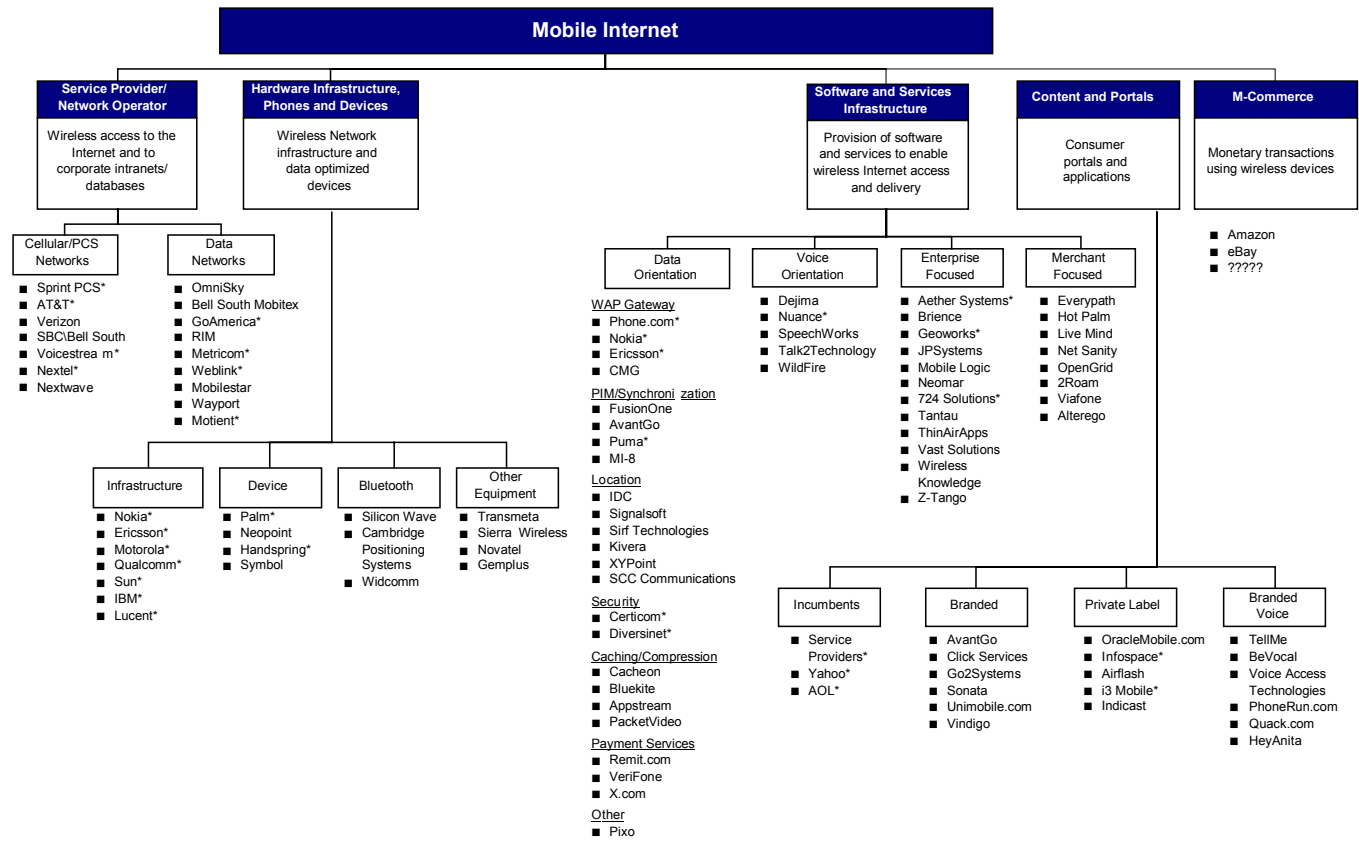 Mobile Internet
Service Provider/
Network Operator
Wireless access to the
Internet and to
corporate intranets/
databases
Hardware Infrastructure,
Phones and Devices
Wireless Network
infrastructure and
data optimized
devices
Software and Services
Infrastructure
Provision of software
and services to enable
wireless Internet access
and delivery
Content and Portals
Consumer
portals and
applications
M-Commerce
Monetary transactions
using wireless devices
■ Amazon
■ eBay
■ ?????
Cellular/PCS
Networks
■ Sprint PCS*
■ AT&T*
■ Verizon
■ SBC\Bell South
■ Voicestrea m*
■ Nextel*
■ Nextwave
Data
Networks
■ OmniSky
■ Bell South Mobitex
■ GoAmerica*
■ RIM
■ Metricom*
■ Weblink*
■ Mobilestar
■ Wayport
■ Motient*
Infrastructure
■ Nokia*
■ Ericsson*
■ Motorola*
■ Qualcomm*
■ Sun*
■ IBM*
■ Lucent*
Device
■ Palm*
■ Neopoint
■ Handspring*
■ Symbol
Bluetooth
■ Silicon Wave
■ Cambridge
Positioning
Systems
■ Widcomm
Other
Equipment
■ Transmeta
■ Sierra Wireless
■ Novatel
■ Gemplus
Data
Orientation
WAP Gateway
■ Phone.com*
■ Nokia*
■ Ericsson*
■ CMG
PIM/Synchroni zation
■ FusionOne
■ AvantGo
■ Puma*
■ MI-8
Location
■ IDC
■ Signalsoft
■ Sirf Technologies
■ Kivera
■ XYPoint
■ SCC Communications
Security
■ Certicom*
■ Diversinet*
Caching/Compression
■ Cacheon
■ Bluekite
■ Appstream
■ PacketVideo
Payment Services
■ Remit.com
■ VeriFone
■ X.com
Other
■ Pixo
Voice
Orientation
■ Dejima
■ Nuance*
■ SpeechWorks
■ Talk2Technology
■ WildFire
Enterprise
Focused
■ Aether Systems*
■ Brience
■ Geoworks*
■ JPSystems
■ Mobile Logic
■ Neomar
■ 724 Solutions*
■ Tantau
■ ThinAirApps
■ Vast Solutions
■ Wireless
Knowledge
■ Z-Tango
Merchant
Focused
■ Everypath
■ Hot Palm
■ Live Mind
■ Net Sanity
■ OpenGrid
■ 2Roam
■ Viafone
■ Alterego
Incumbents
■ Service
Providers*
■ Yahoo*
■ AOL*
Branded
■ AvantGo
■ Click Services
■ Go2Systems
■ Sonata
■ Unimobile.com
■ Vindigo
Private Label
■ OracleMobile.com
■ Infospace*
■ Airflash
■ i3 Mobile*
■ Indicast
Branded
Voice
■ TellMe
■ BeVocal
■ Voice Access
Technologies
■ PhoneRun.com
■ Quack.com
■ HeyAnita